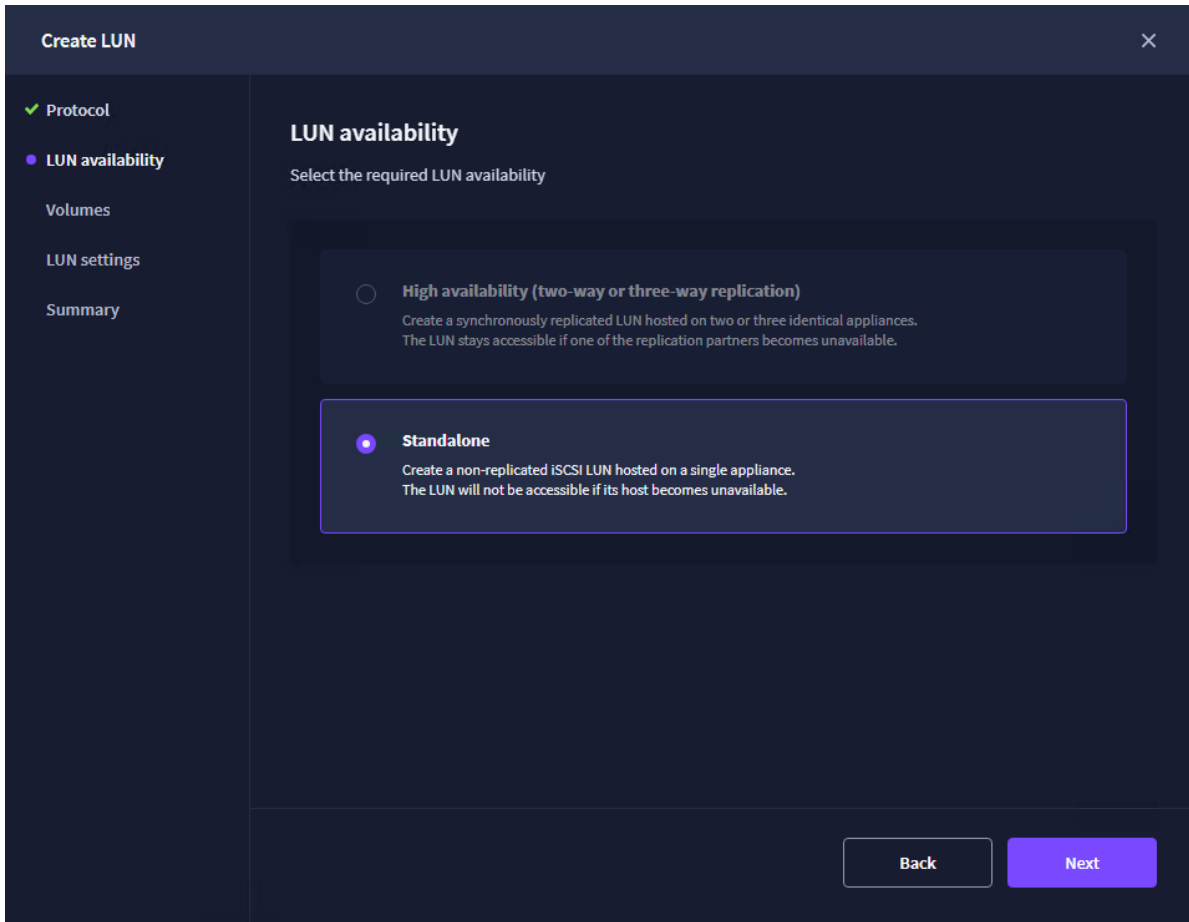 Create LUN
Protocol
LUN availability
Volumes
LUN settings
Summary
LUN availability
Select the required LUN availability
High availability (two-way or three-way replication)
Create a synchronously replicated LUN hosted on two or three identical appliances.
The LUN stays accessible if one of the replication partners becomes unavailable.
Standalone
Create a non-replicated iSCSI LUN hosted on a single appliance.
The LUN will not be accessible if its host becomes unavailable.
Back
Next